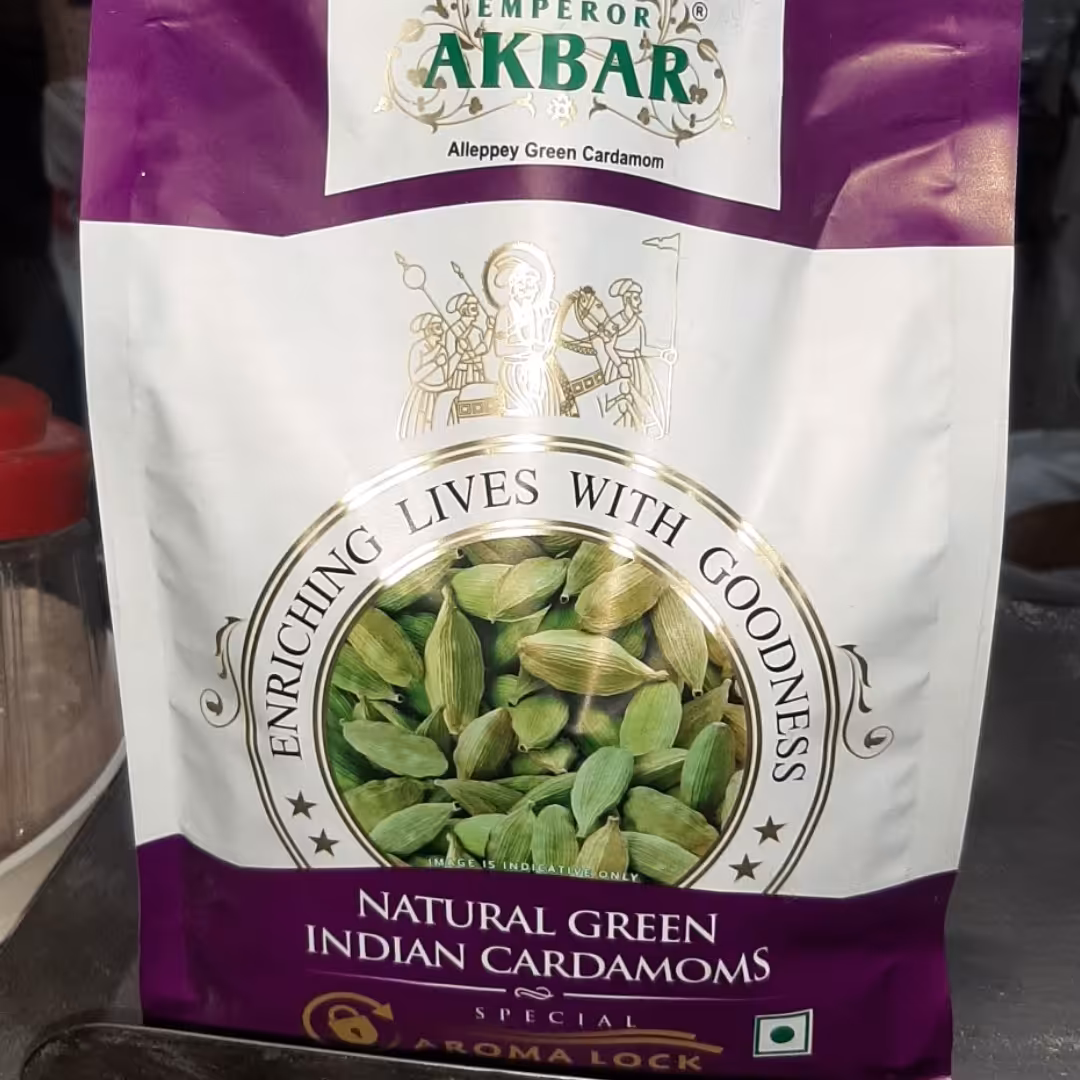 EMPEROR ®
AKBAR
Alleppey Green Cardamom
ENRICHING LIVES WITH GOODNESS
IMAGE IS INDICATIVE ONLY
NATURAL GREEN
INDIAN CARDAMOMS
SPECIAL
AROMA LOCK